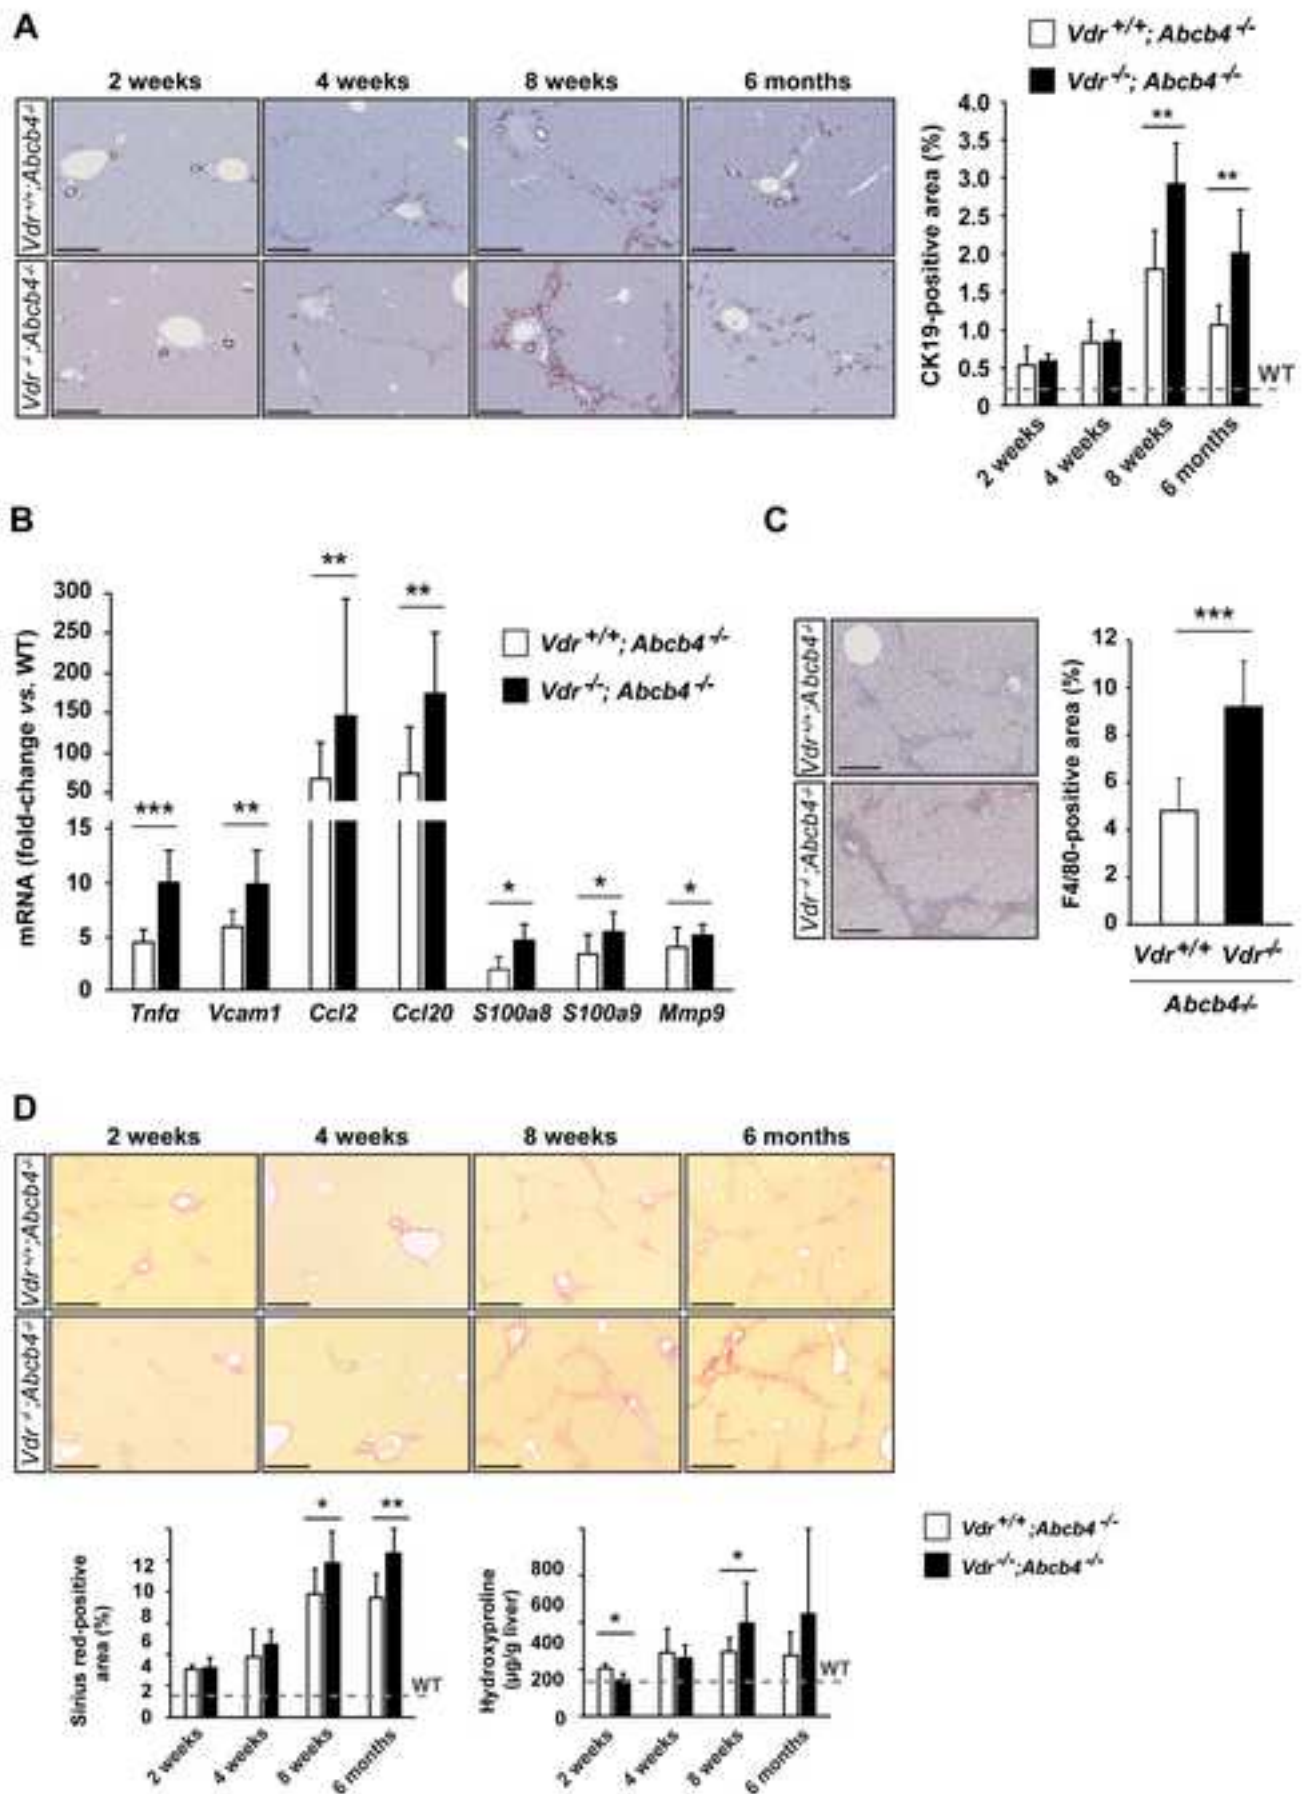 A
Vdr +/+; Abcb4 -/-
Vdr -/-; Abcb4 -/-
2 weeks 4 weeks 8 weeks 6 months
Vdr+/+;Abcb4-/-
Vdr -/-;Abcb4-/-
CK19-positive area (%)
4.0
3.5
3.0
2.5
2.0
1.5
1.0
0.5
0
**
**
WT
2 weeks
4 weeks
8 weeks
6 months
B
mRNA (fold-change vs. WT)
300
250
200
150
100
50
15
10
5
0
***
**
**
**
*
*
*
Vdr +/+; Abcb4 -/-
Vdr -/-; Abcb4 -/-
Tnfα Vcam1 Ccl2 Ccl20 S100a8 S100a9 Mmp9
C
Vdr+/+;Abcb4-/-
Vdr -/-;Abcb4-/-
F4/80-positive area (%)
12
10
8
6
4
2
0
***
Vdr+/+ Vdr-/-
Abcb4-/-
D
2 weeks 4 weeks 8 weeks 6 months
Vdr+/+;Abcb4-/-
Vdr -/-;Abcb4-/-
Sirius red-positive
area (%)
12
10
8
6
4
2
0
*
**
WT
2 weeks
4 weeks
8 weeks
6 months
Hydroxyproline
(µg/g liver)
800
600
400
200
0
*
*
WT
2 weeks
4 weeks
8 weeks
6 months
Vdr +/+;Abcb4 -/-
Vdr -/-;Abcb4 -/-